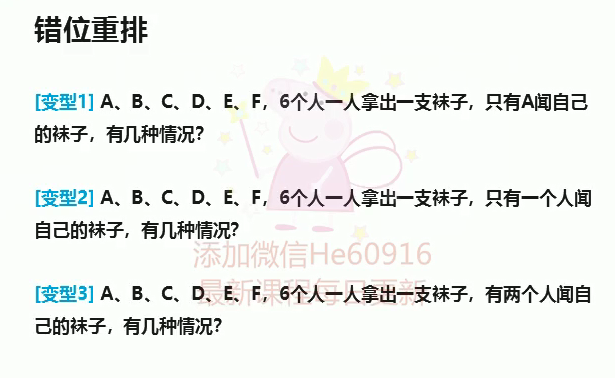 错位重排
[变型1] A、B、C、D、E、F，6个人一人拿出一支袜子，只有A闻自己
的袜子，有几种情况？
[变型2] A、B、C、D、E、F，6个人一人拿出一支袜子，只有一个人闻
自己的袜子，有几种情况？
添加微信He60916
最新课程每日更新
[变型3] A、B、C、D、E、F，6个人一人拿出一支袜子，有两个人闻自
己的袜子，有几种情况？